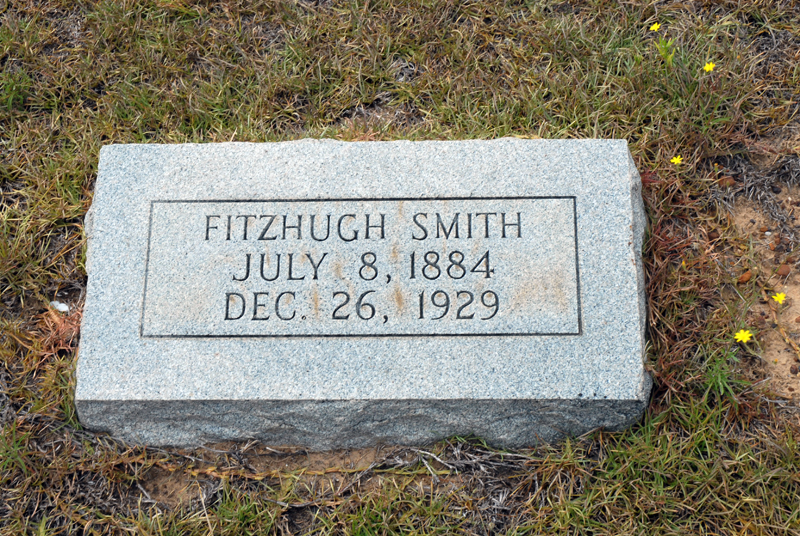 FITZHUGH SMITH
JULY 8, 1884
DEC. 26, 1929